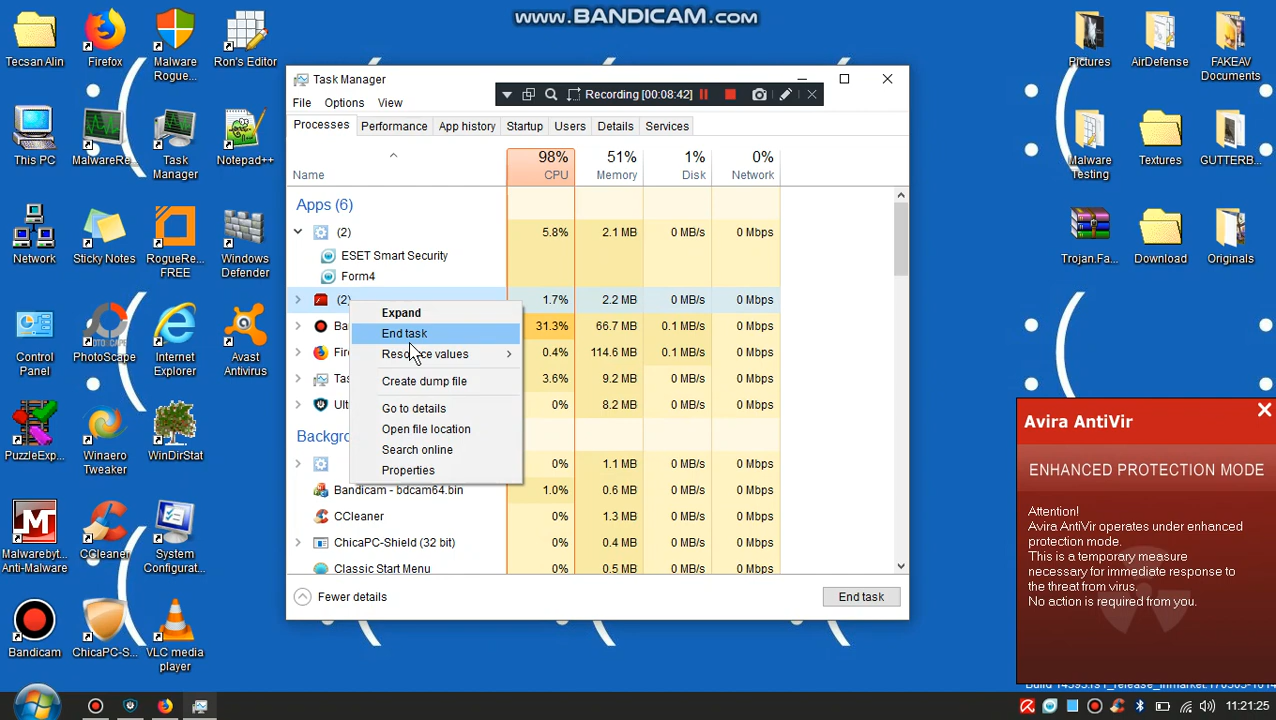 www.BANDICAM.com
Tecsan Alin
Firefox
Malware
Rogue...
Ron's Editor
This PC
MalwareRe...
Task
Manager
Notepad++
Network
Sticky Notes
RogueRe...
FREE
Windows
Defender
Control
Panel
PhotoScape
Internet
Explorer
Avast
Antivirus
PuzzleExp...
Winaero
Tweaker
WinDirStat
Malwarebyt...
Anti-Malware
CCleaner
System
Configurat...
Bandicam
ChicaPC-S...
VLC media
player
Task Manager
Recording [00:08:42]
File Options View
Processes Performance App history Startup Users Details Services
98% 51% 1% 0%
Name CPU Memory Disk Network
Apps (6)
(2) 5.8% 2.1 MB 0 MB/s 0 Mbps
ESET Smart Security
Form4
(2) 1.7% 2.2 MB 0 MB/s 0 Mbps
Ba 31.3% 66.7 MB 0.1 MB/s 0 Mbps
Fir 0.4% 114.6 MB 0.1 MB/s 0 Mbps
Tas 3.6% 9.2 MB 0 MB/s 0 Mbps
Ult 0% 8.2 MB 0 MB/s 0 Mbps
Backgro
0% 1.1 MB 0 MB/s 0 Mbps
Bandicam - bdcam64.bin 1.0% 0.6 MB 0 MB/s 0 Mbps
CCleaner 0% 1.3 MB 0 MB/s 0 Mbps
ChicaPC-Shield (32 bit) 0% 0.4 MB 0 MB/s 0 Mbps
Classic Start Menu 0% 0.5 MB 0 MB/s 0 Mbps
Expand
End task
Resource values
Create dump file
Go to details
Open file location
Search online
Properties
Fewer details
End task
Pictures
AirDefense
FAKEAV
Documents
Malware
Testing
Textures
GUTTERB...
Trojan.Fa...
Download
Originals
Avira AntiVir
ENHANCED PROTECTION MODE
Attention!
Avira AntiVir operates under enhanced
protection mode.
This is a temporary measure
necessary for immediate response to
the threat from virus.
No action is required from you.
11:21:25